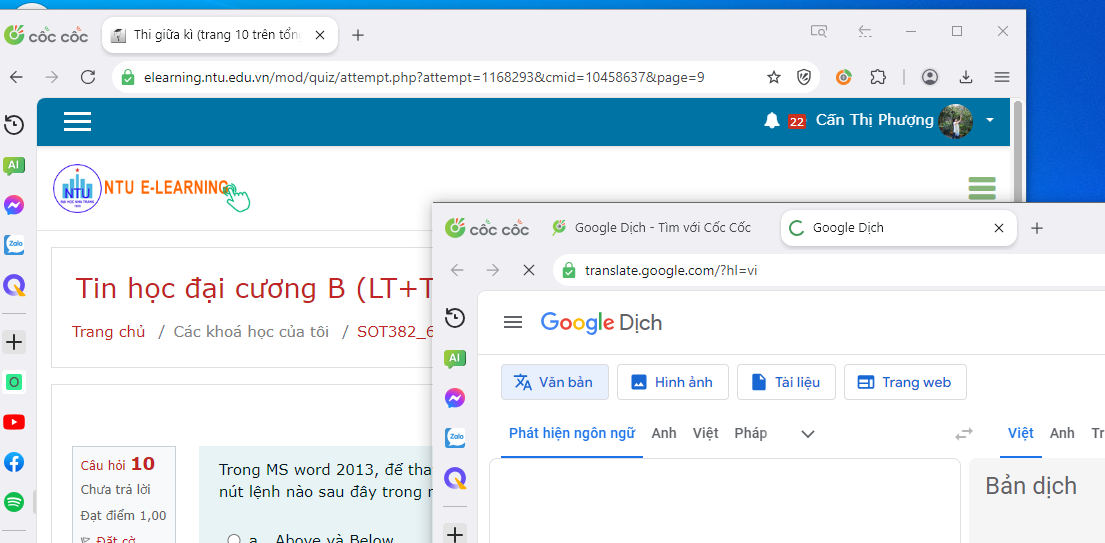 cốc cốc
Thi giữa kì (trang 10 trên tổng
elearning.ntu.edu.vn/mod/quiz/attempt.php?attempt=1168293&cmid=10458637&page=9
22
Cấn Thị Phượng
AI
Zalo
NTU
NTU E-LEARNING
Tin học đại cương B (LT+T
Trang chủ / Các khoá học của tôi / SOT382_6
Câu hỏi 10
Chưa trả lời
Đạt điểm 1,00
Đặt cờ
Trong MS word 2013, để tha
nút lệnh nào sau đây trong r
a. Above và Below
cốc cốc
Google Dịch - Tìm với Cốc Cốc
Google Dịch
translate.google.com/?hl=vi
AI
Zalo
Google Dịch
Văn bản
Hình ảnh
Tài liệu
Trang web
Phát hiện ngôn ngữ
Anh
Việt
Pháp
Việt
Anh
Tr
Bản dịch